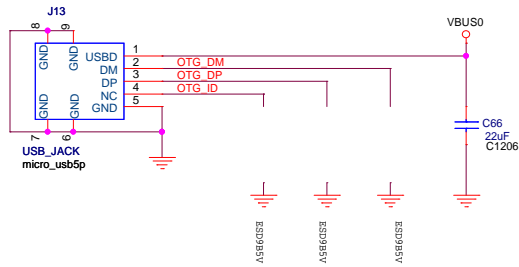 J13
VBUS0
8
9
GND
GND
USBD
1
DM
2
OTG_DM
DP
3
OTG_DP
NC
4
OTG_ID
GND
5
GND
GND
7
6
USB_JACK
micro_usb5p
C66
22uF
C1206
ESD9B5V
ESD9B5V
ESD9B5V